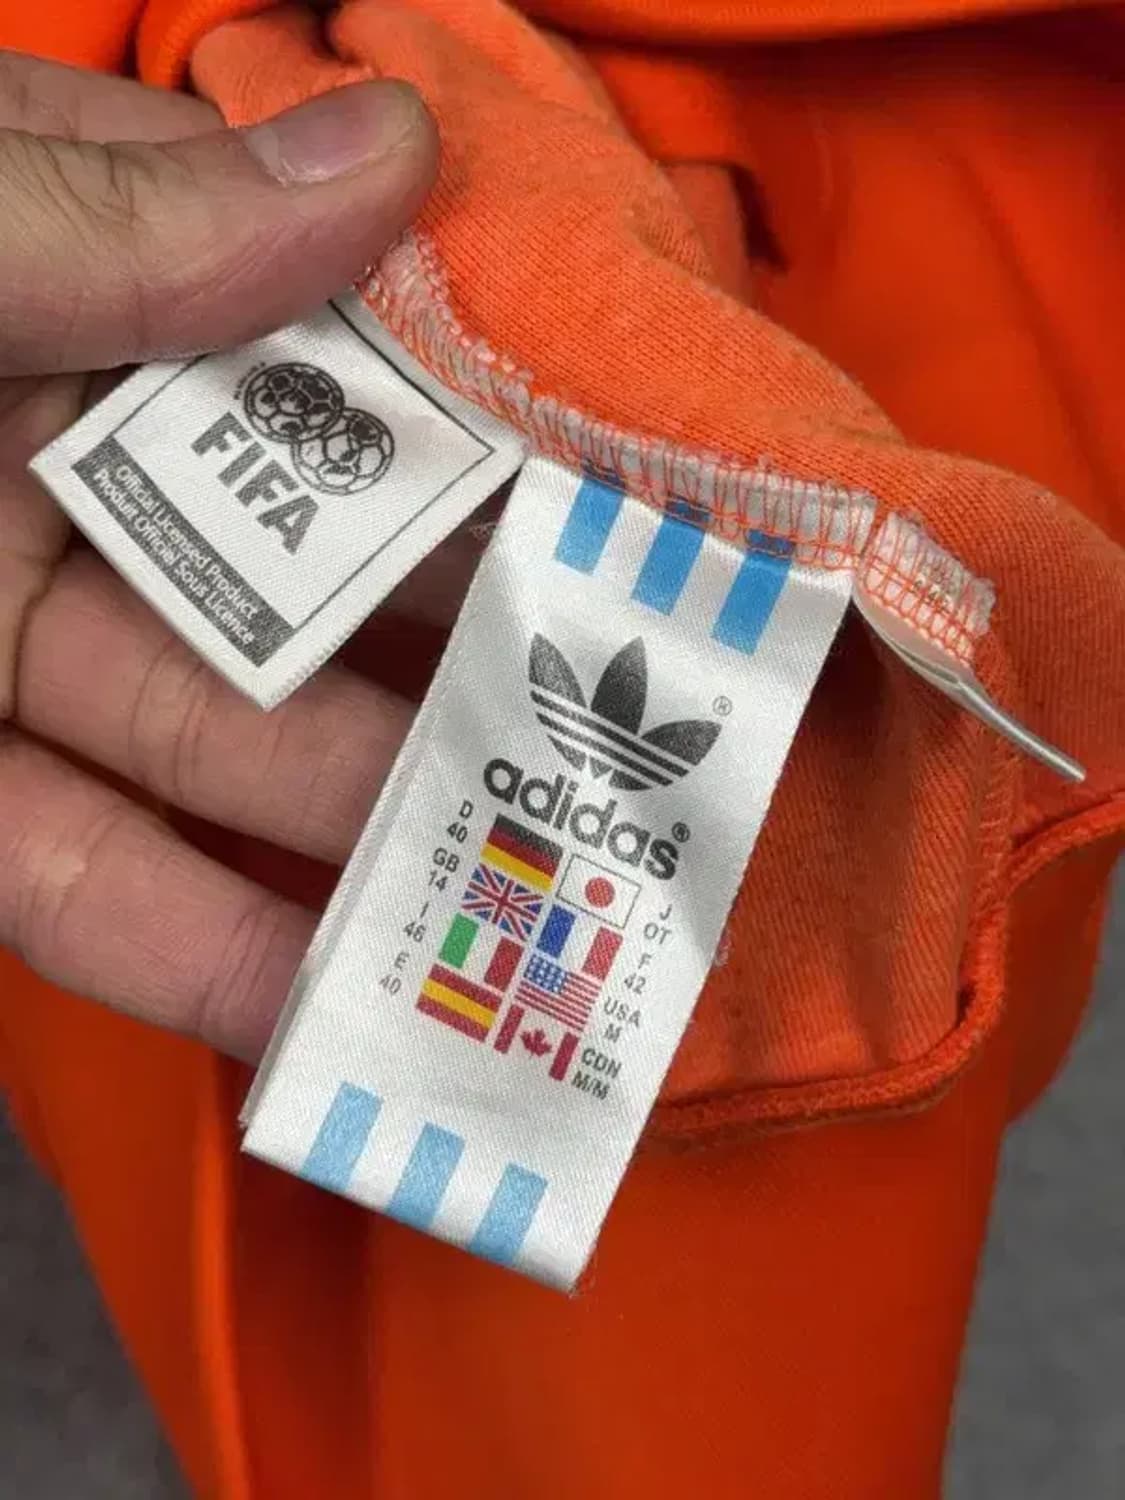 FIFA
Official Licensed Product
Produit Officiel Sous Licence
®
adidas®
D
40
GB
14
I
46
E
40
J
OT
F
42
USA
M
CDN
M/M